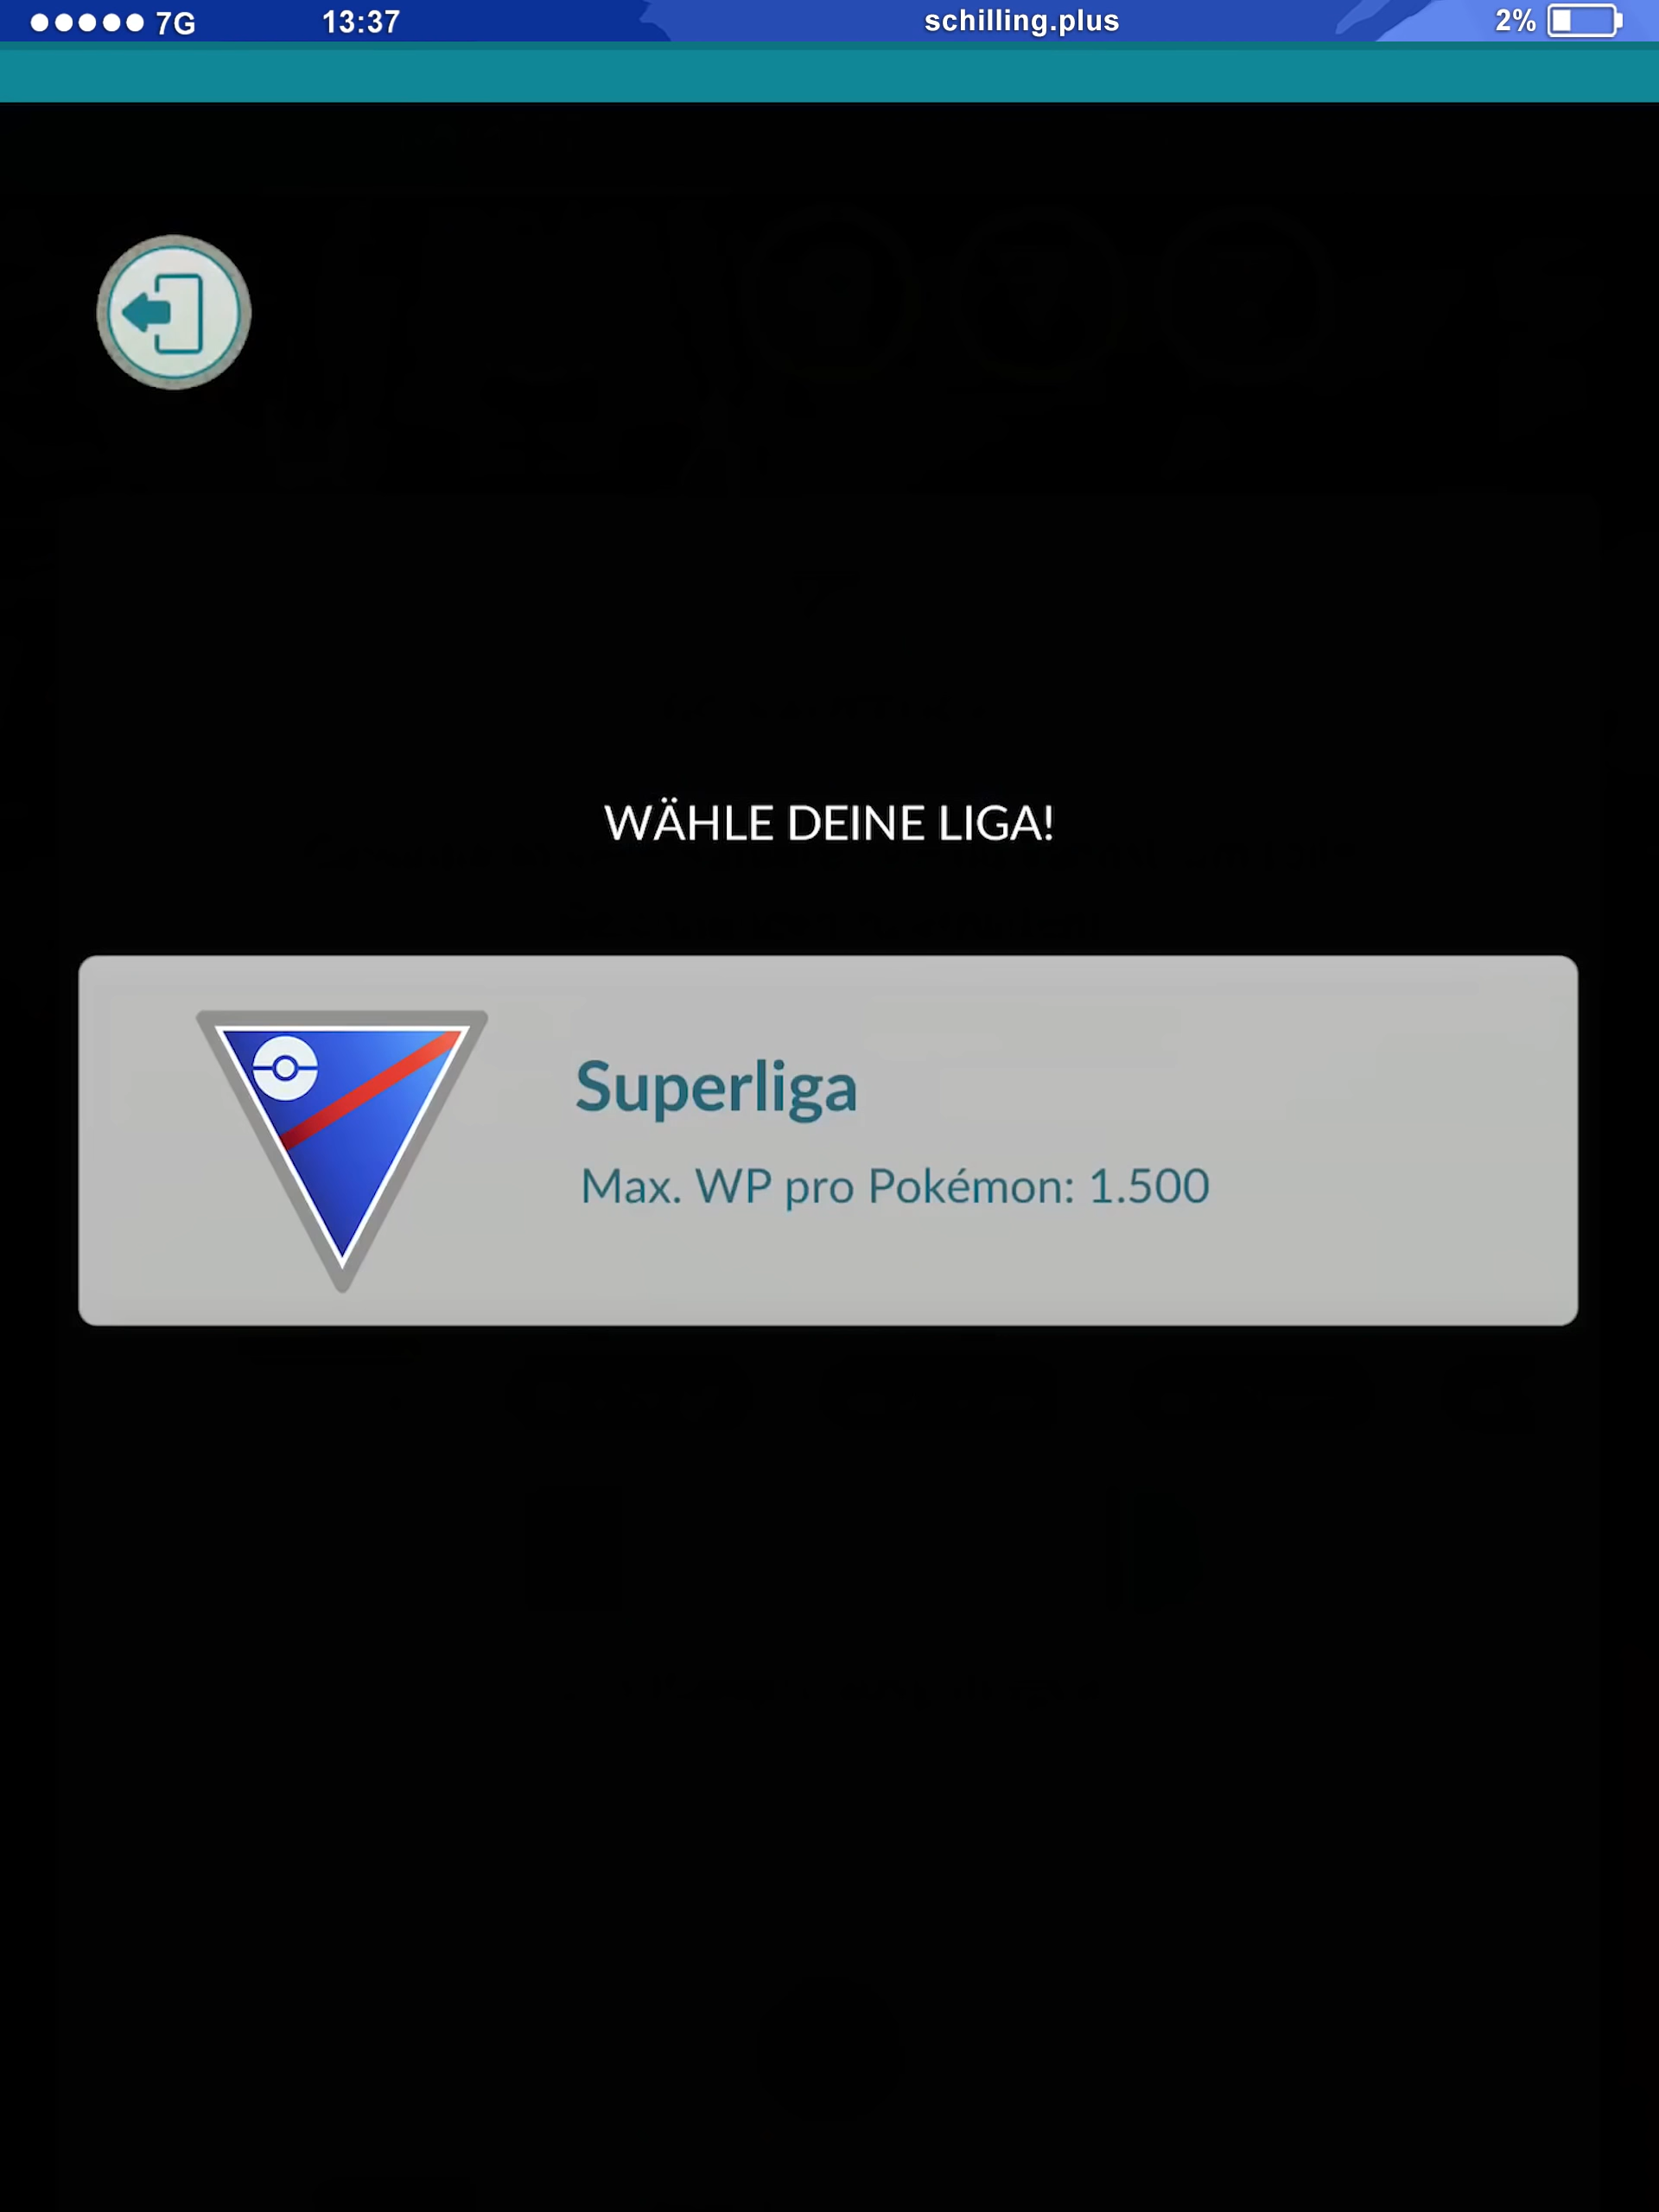 7G 13:37 schilling.plus 2%
WÄHLE DEINE LIGA!
Superliga
Max. WP pro Pokémon: 1.500